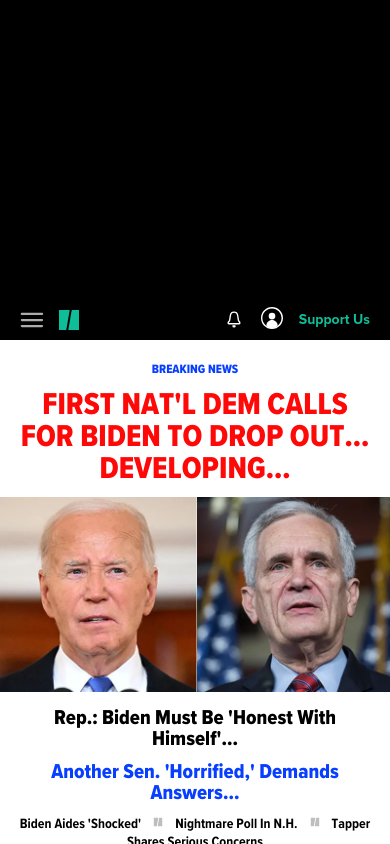 Support Us
BREAKING NEWS
FIRST NAT'L DEM CALLS
FOR BIDEN TO DROP OUT...
DEVELOPING...
Rep.: Biden Must Be 'Honest With
Himself'...
Another Sen. 'Horrified,' Demands
Answers...
Biden Aides 'Shocked' Nightmare Poll In N.H. Tapper
Shares Serious Concerns